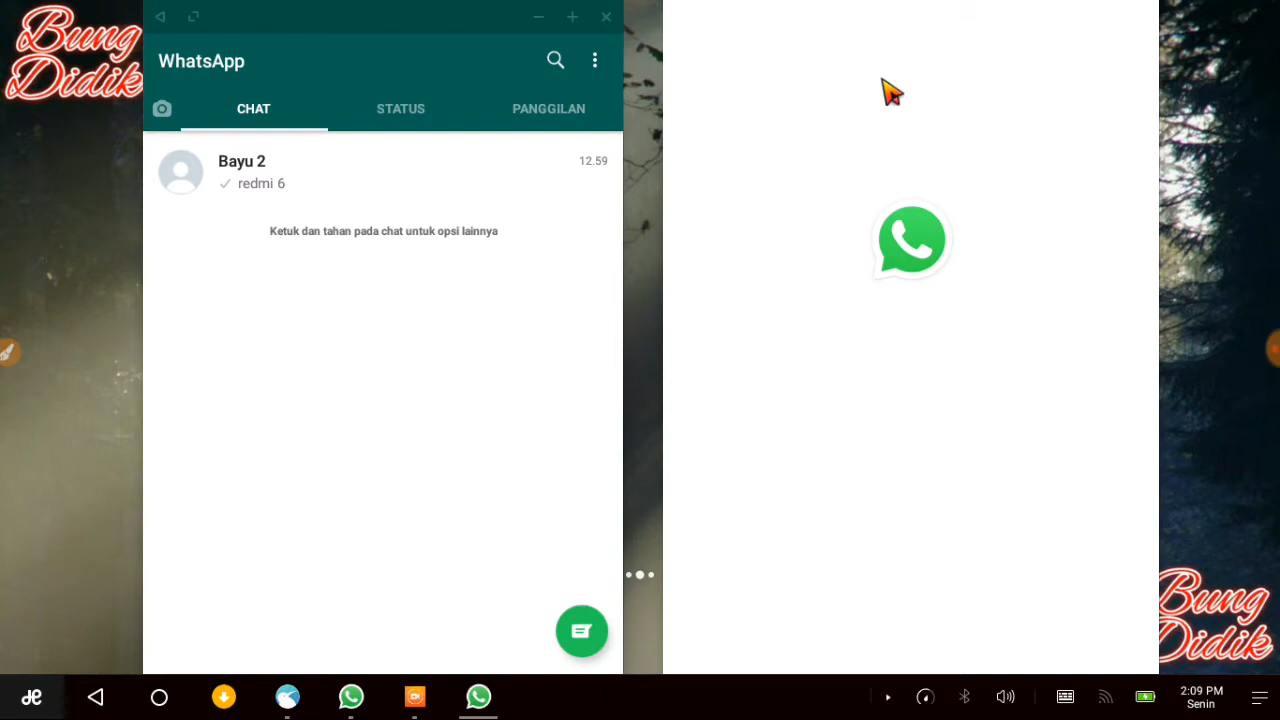 Bung
Didik
WhatsApp
CHAT
STATUS
PANGGILAN
Bayu 2
12.59
redmi 6
Ketuk dan tahan pada chat untuk opsi lainnya
Bung
Didik
2:09 PM
Senin